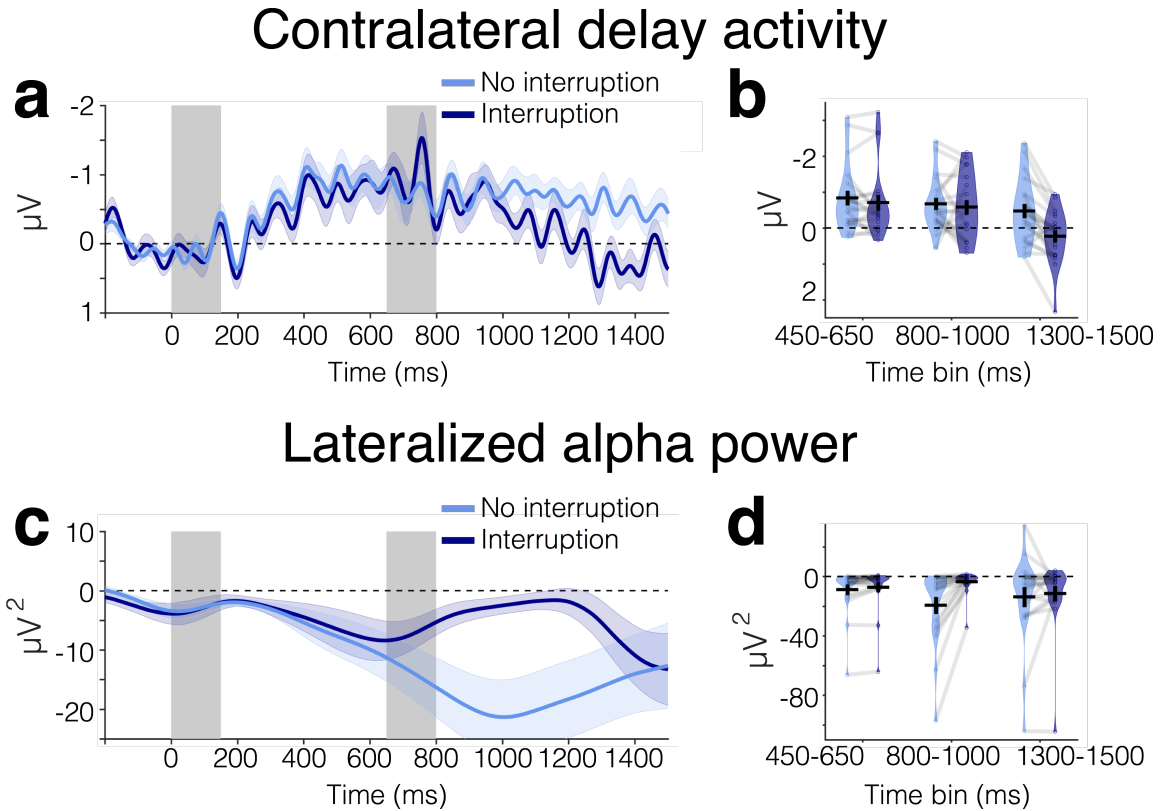 Contralateral delay activity
a
No interruption
Interruption
-2
-1
0
1
µV
0 200 400 600 800 1000 1200 1400
Time (ms)
b
-2
0
2
µV
450-650 800-1000 1300-1500
Time bin (ms)
Lateralized alpha power
c
No interruption
Interruption
10
0
-10
-20
µV²
0 200 400 600 800 1000 1200 1400
Time (ms)
d
0
-40
-80
µV²
450-650 800-1000 1300-1500
Time bin (ms)